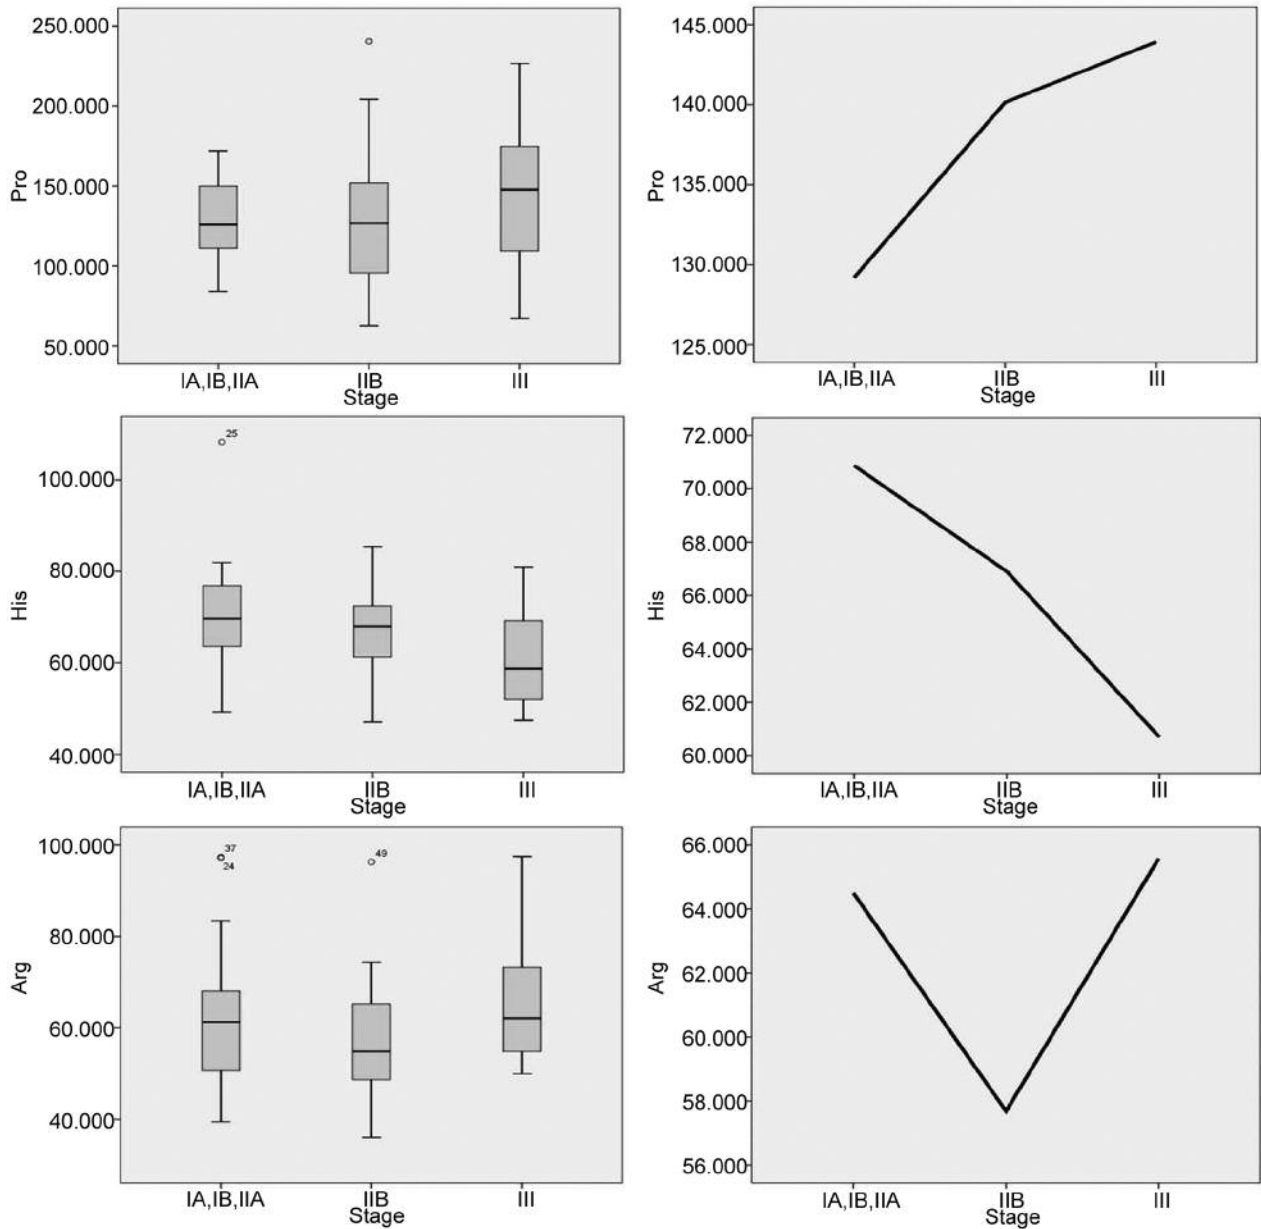 250.000
200.000
150.000
100.000
50.000
Pro
IA,IB,IIA IIB III
Stage
145.000
140.000
135.000
130.000
125.000
Pro
IA,IB,IIA IIB III
Stage
25
100.000
80.000
60.000
40.000
His
IA,IB,IIA IIB III
Stage
72.000
70.000
68.000
66.000
64.000
62.000
60.000
His
IA,IB,IIA IIB III
Stage
100.000
80.000
60.000
40.000
37
24
49
Arg
IA,IB,IIA IIB III
Stage
66.000
64.000
62.000
60.000
58.000
56.000
Arg
IA,IB,IIA IIB III
Stage